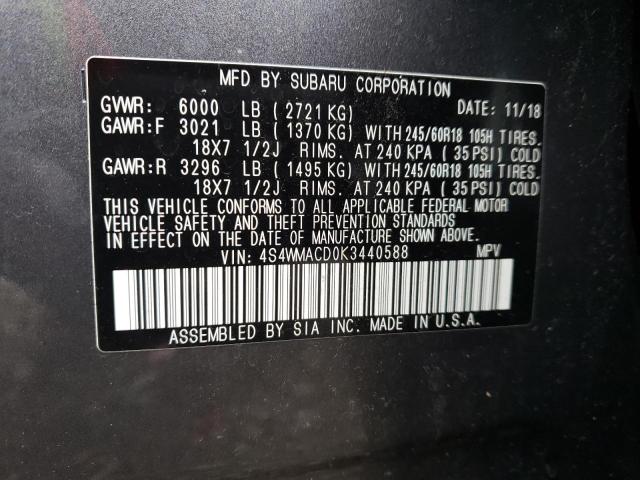 MFD BY SUBARU CORPORATION
GVWR: 6000 LB ( 2721 KG) DATE: 11/18
GAWR:F 3021 LB ( 1370 KG) WITH 245/60R18 105H TIRES.
18X7 1/2J RIMS. AT 240 KPA ( 35 PSI) COLD
GAWR:R 3296 LB ( 1495 KG) WITH 245/60R18 105H TIRES.
18X7 1/2J RIMS. AT 240 KPA ( 35 PSI) COLD
THIS VEHICLE CONFORMS TO ALL APPLICABLE FEDERAL MOTOR
VEHICLE SAFETY AND THEFT PREVENTION STANDARDS
IN EFFECT ON THE DATE OF MANUFACTURE SHOWN ABOVE.
VIN: 4S4WMACD0K3440588 MPV
ASSEMBLED BY SIA INC. MADE IN U.S.A.